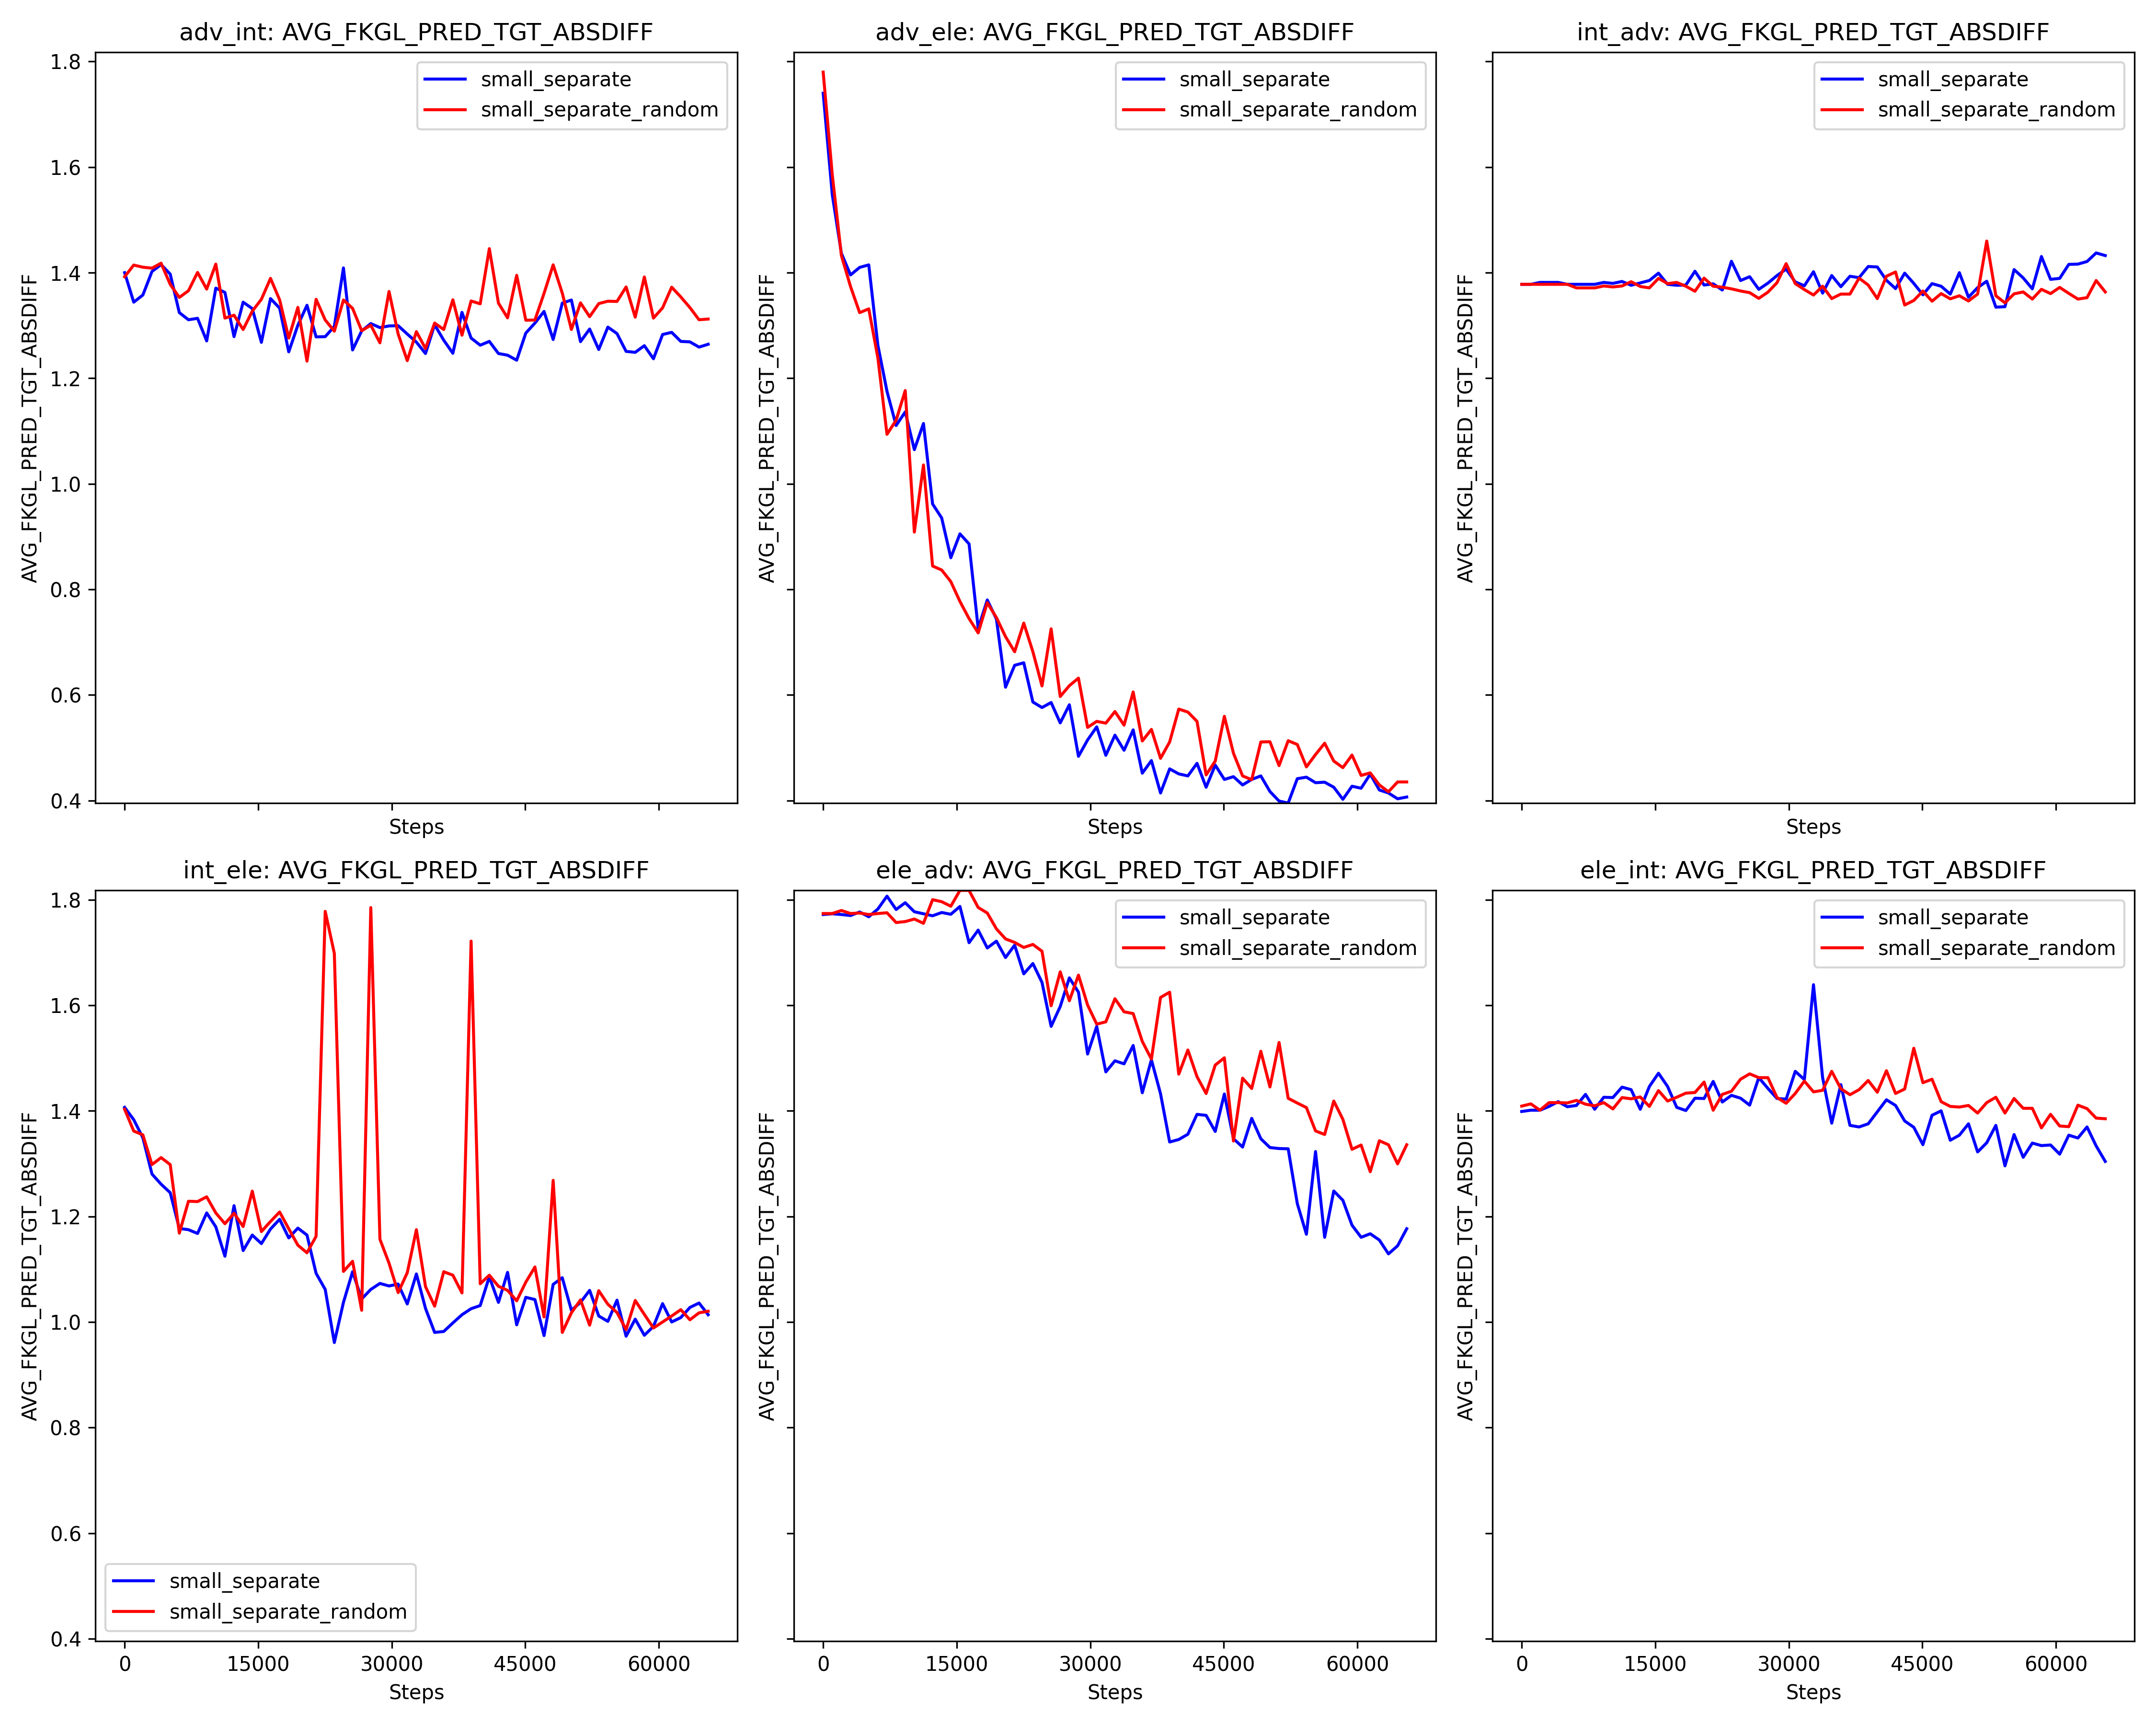 adv_int: AVG_FKGL_PRED_TGT_ABSDIFF
AVG_FKGL_PRED_TGT_ABSDIFF
1.8
1.6
1.4
1.2
1.0
0.8
0.6
0.4
small_separate
small_separate_random
Steps
adv_ele: AVG_FKGL_PRED_TGT_ABSDIFF
AVG_FKGL_PRED_TGT_ABSDIFF
small_separate
small_separate_random
Steps
int_adv: AVG_FKGL_PRED_TGT_ABSDIFF
AVG_FKGL_PRED_TGT_ABSDIFF
small_separate
small_separate_random
Steps
int_ele: AVG_FKGL_PRED_TGT_ABSDIFF
AVG_FKGL_PRED_TGT_ABSDIFF
1.8
1.6
1.4
1.2
1.0
0.8
0.6
0.4
small_separate
small_separate_random
0 15000 30000 45000 60000
Steps
ele_adv: AVG_FKGL_PRED_TGT_ABSDIFF
AVG_FKGL_PRED_TGT_ABSDIFF
small_separate
small_separate_random
0 15000 30000 45000 60000
Steps
ele_int: AVG_FKGL_PRED_TGT_ABSDIFF
AVG_FKGL_PRED_TGT_ABSDIFF
small_separate
small_separate_random
0 15000 30000 45000 60000
Steps